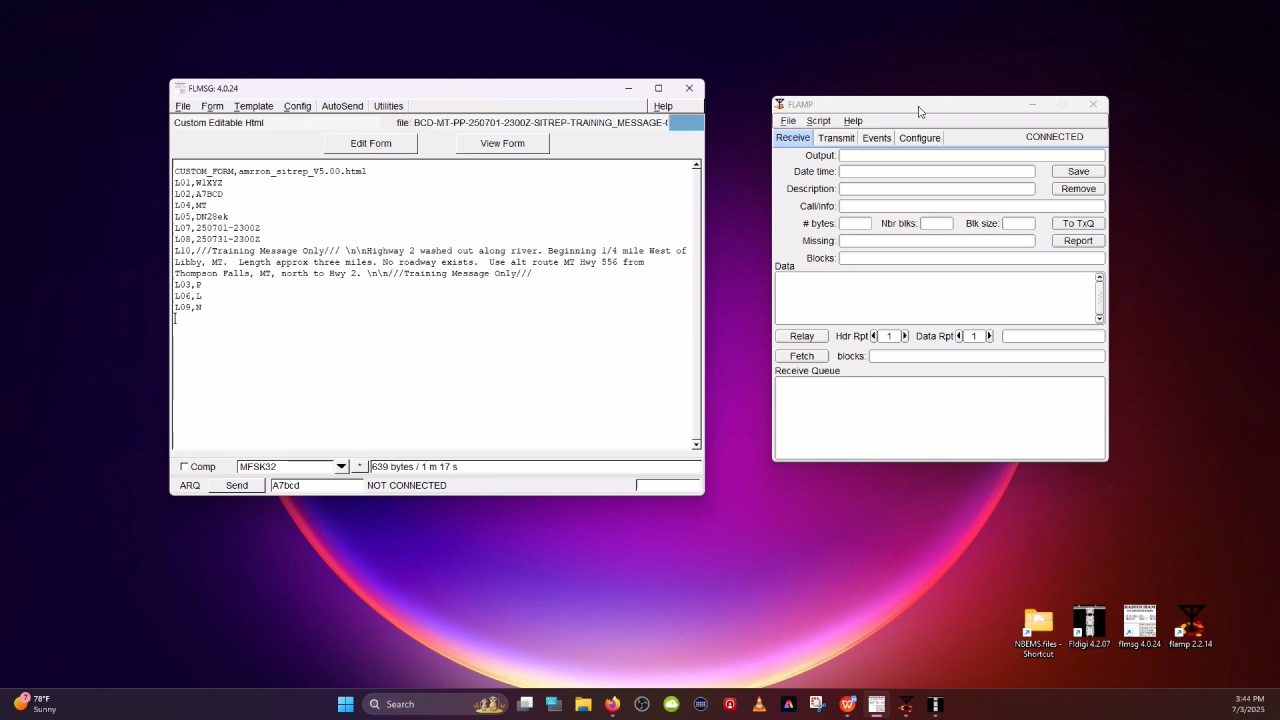 FLMSG: 4.0.24
File Form Template Config AutoSend Utilities Help
Custom Editable Html file: BCD-MT-PP-250701-2300Z-SITREP-TRAINING_MESSAGE-
Edit Form View Form
CUSTOM_FORM,amrron_sitrep_V5.00.html
L01,W1XYZ
L02,A7BCD
L04,MT
L05,DN28ek
L07,250701-2300Z
L08,250731-2300Z
L10,///Training Message Only/// \n\nHighway 2 washed out along river. Beginning 1/4 mile West of
Libby, MT. Length approx three miles. No roadway exists. Use alt route MT Hwy 556 from
Thompson Falls, MT, north to Hwy 2. \n\n///Training Message Only///
L03,P
L06,L
L09,N
Comp MFSK32 * 639 bytes / 1 m 17 s
ARQ Send A7bcd NOT CONNECTED
FLAMP
File Script Help
Receive Transmit Events Configure CONNECTED
Output:
Date time: Save
Description: Remove
Call/info:
# bytes: Nbr blks: Blk size: To TxQ
Missing: Report
Blocks:
Data
Relay Hdr Rpt 1 Data Rpt 1
Fetch blocks:
Receive Queue
NBEMS.files - Shortcut
Fldigi 4.2.07
flmsg 4.0.24
flamp 2.2.14
7
78°F
Sunny
Search
3:44 PM
7/3/2025